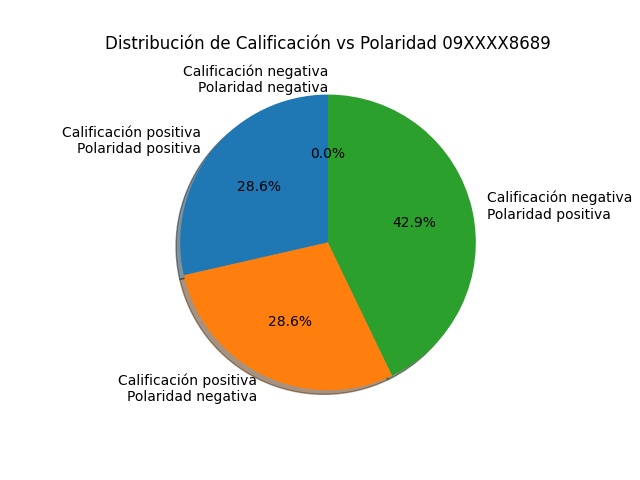 Distribución de Calificación vs Polaridad 09XXXX8689
Calificación negativa
Polaridad negativa
Calificación positiva
Polaridad positiva
0.0%
28.6%
42.9%
Calificación negativa
Polaridad positiva
28.6%
Calificación positiva
Polaridad negativa